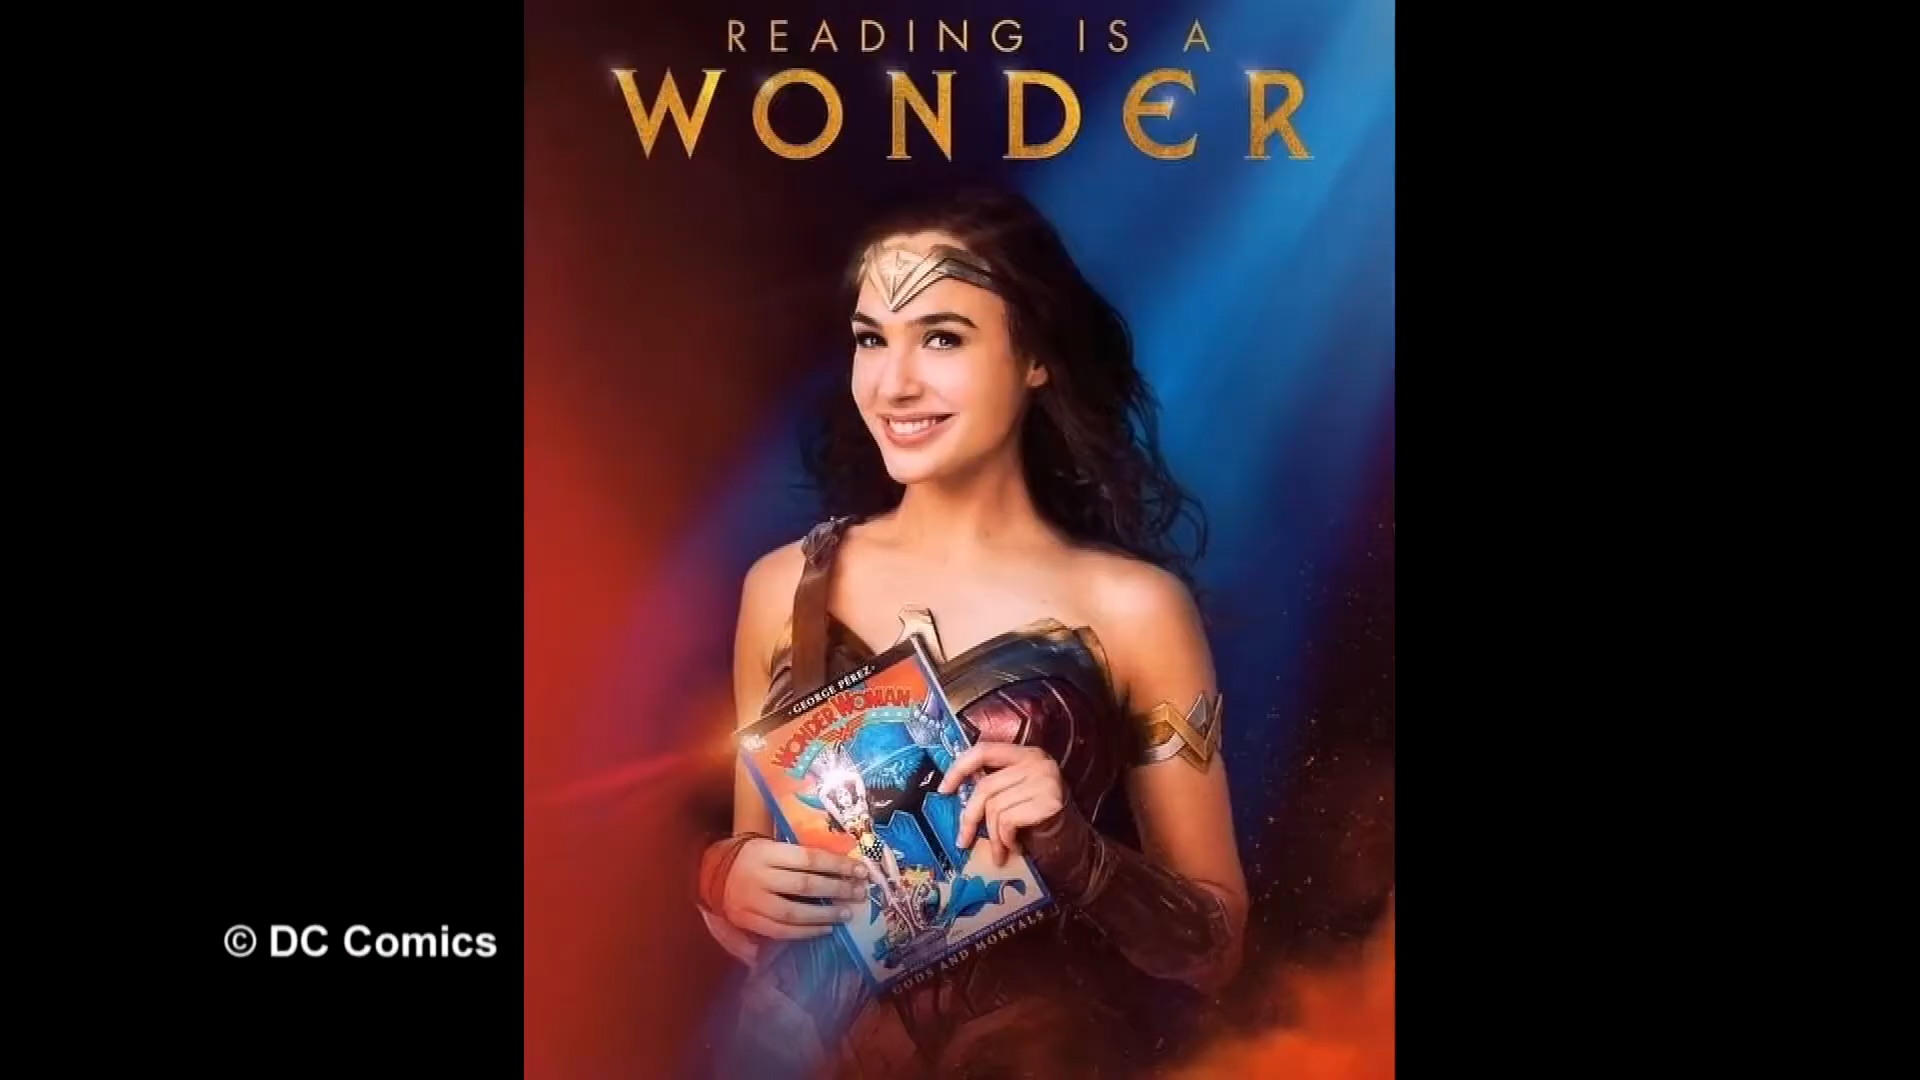 READING IS A
WONDER
GEORGE PÉREZ
WONDER WOMAN
GODS AND MORTALS
© DC Comics